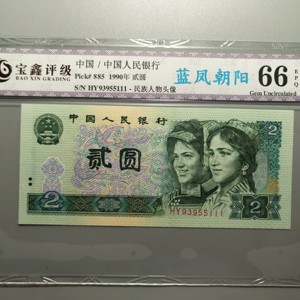 宝鑫评级
BAO XIN GRADING
中国 / 中国人民银行
Pick# 885 1990年 贰圆
S/N HY93955111 - 民族人物头像
蓝凤朝阳
66
EPQ
Gem Uncirculated
中国人民银行
2
贰圆
HY93955111
2